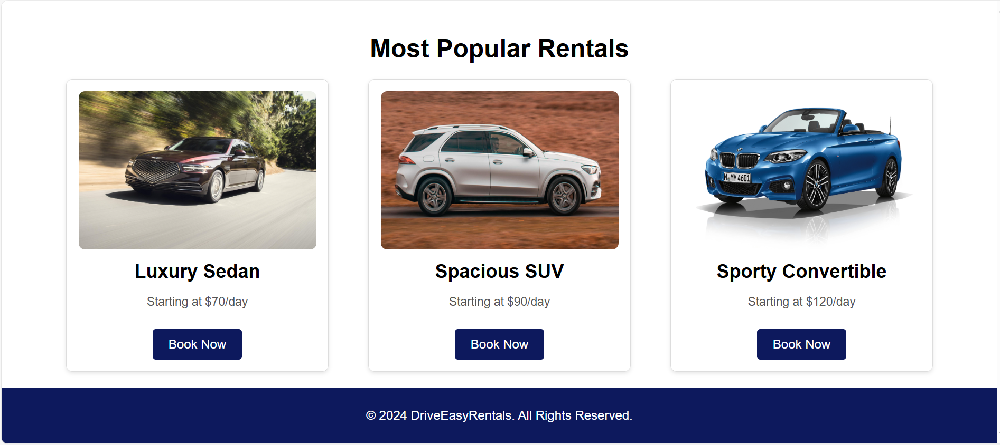 Most Popular Rentals
M MY 4601
Luxury Sedan
Spacious SUV
Sporty Convertible
Starting at $70/day
Starting at $90/day
Starting at $120/day
Book Now
Book Now
Book Now
© 2024 DriveEasyRentals. All Rights Reserved.